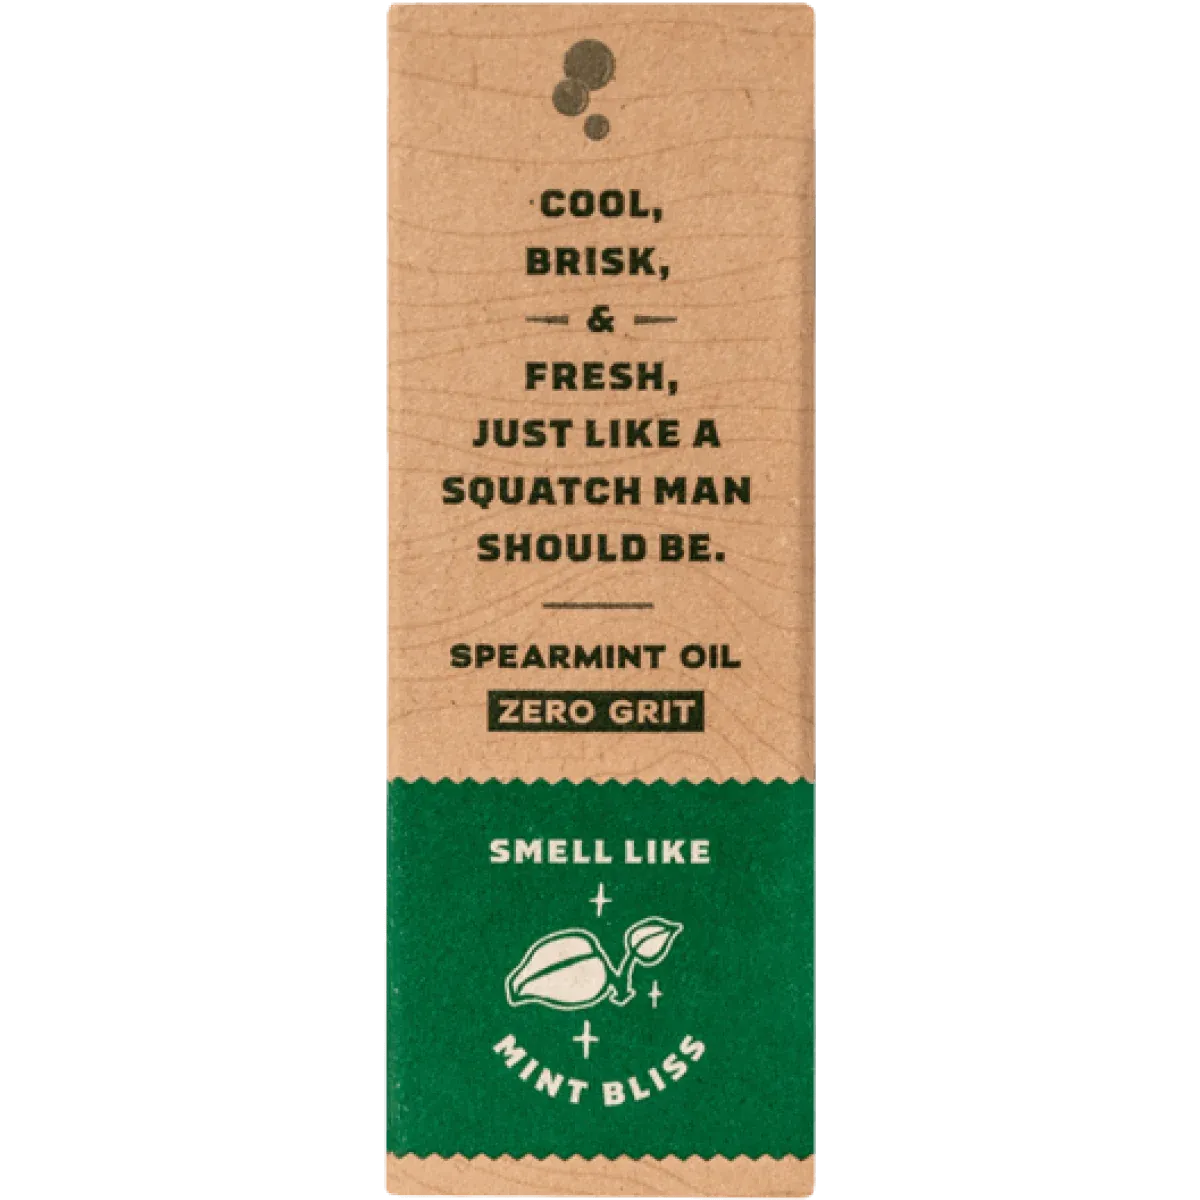 COOL,
BRISK,
&
FRESH,
JUST LIKE A
SQUATCH MAN
SHOULD BE.
SPEARMINT OIL
ZERO GRIT
SMELL LIKE
MINT BLISS